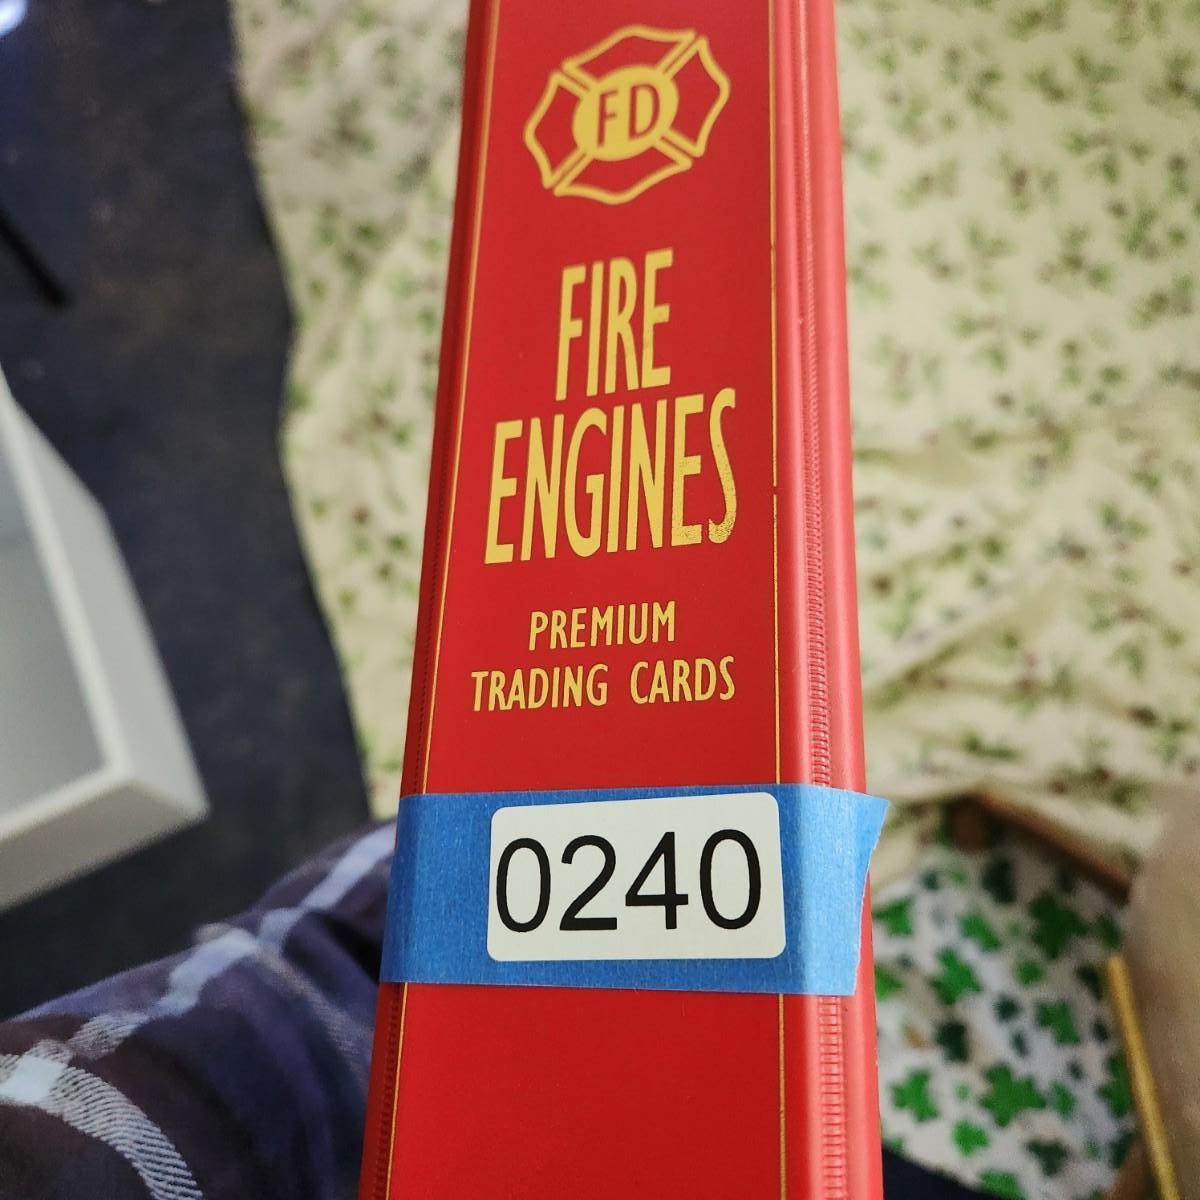 FD
FIRE
ENGINES
PREMIUM
TRADING CARDS
0240